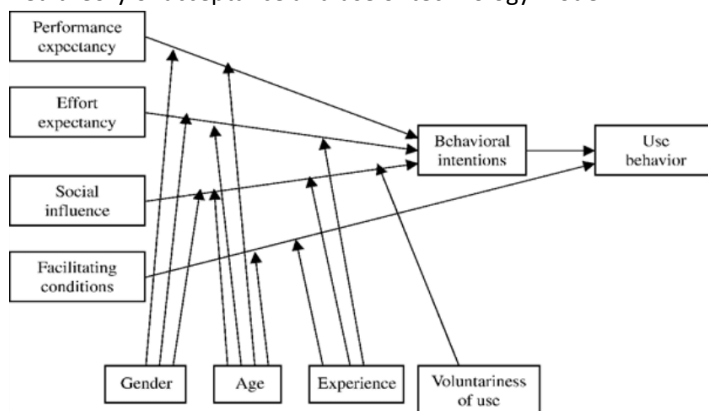 theory of acceptance and use of technology model
Performance
expectancy
Effort
expectancy
Social
influence
Facilitating
conditions
Behavioral
intentions
Use
behavior
Gender
Age
Experience
Voluntariness
of use